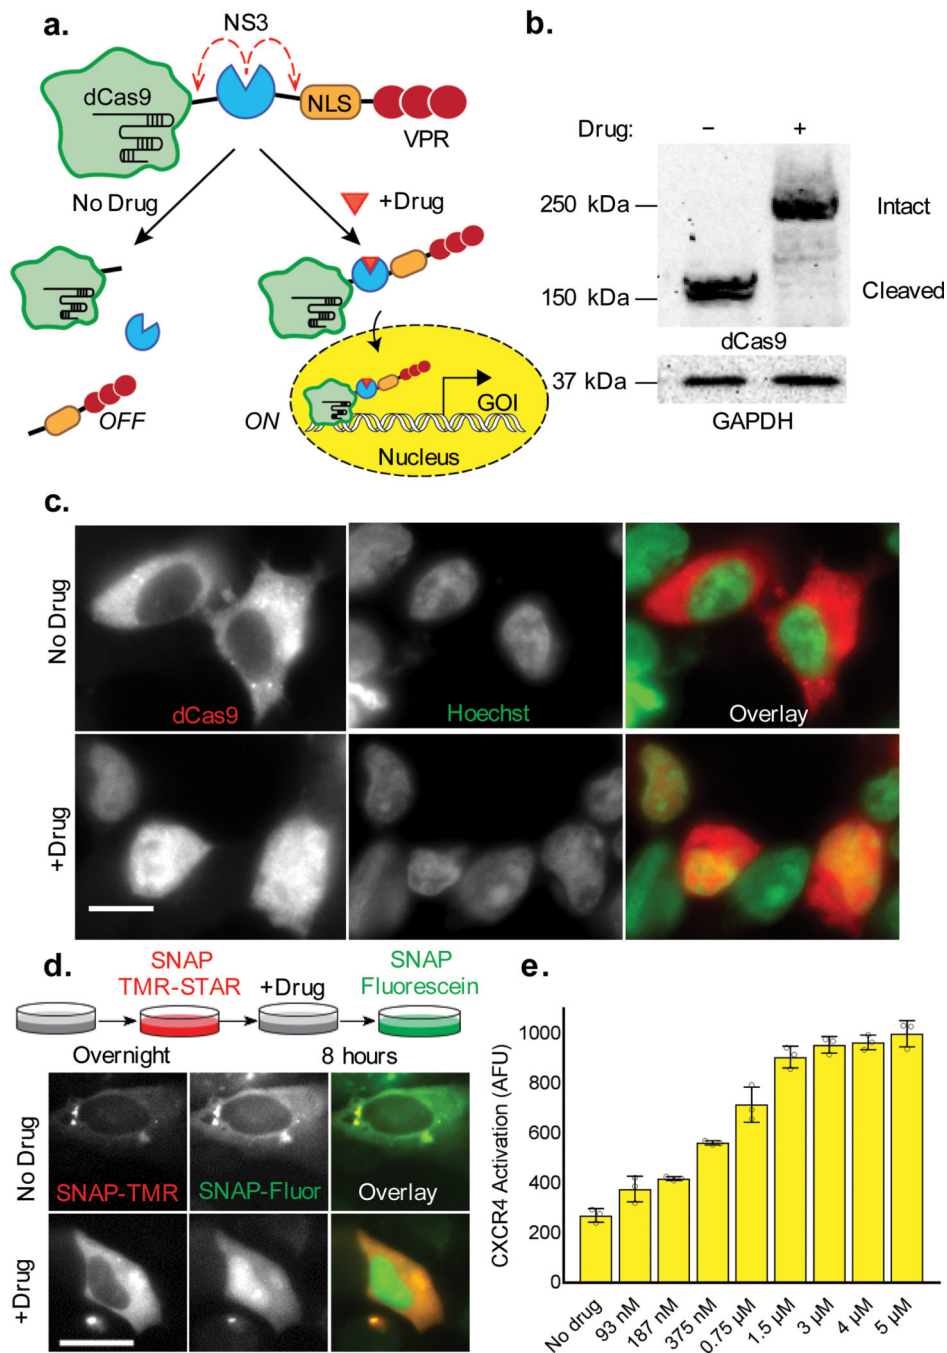 a.
NS3
dCas9
NLS
VPR
No Drug
+Drug
OFF
ON
GOI
Nucleus
b.
Drug: – +
250 kDa
Intact
150 kDa
Cleaved
dCas9
37 kDa
GAPDH
c.
No Drug
dCas9
Hoechst
Overlay
+Drug
d.
SNAP
TMR-STAR
+Drug
SNAP
Fluorescein
Overnight
8 hours
No Drug
SNAP-TMR
SNAP-Fluor
Overlay
+Drug
e.
CXCR4 Activation (AFU)
1000
800
600
400
200
0
No drug
93 nM
187 nM
375 nM
0.75 µM
1.5 µM
3 µM
4 µM
5 µM